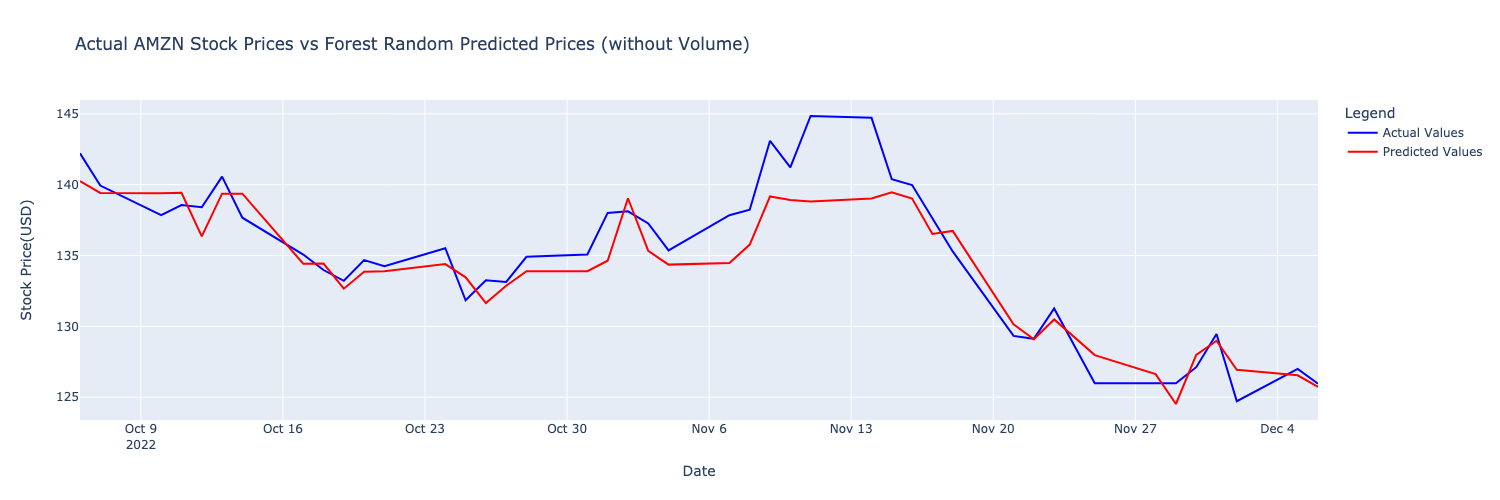 Actual AMZN Stock Prices vs Forest Random Predicted Prices (without Volume)
Legend
Actual Values
Predicted Values
145
140
135
130
125
Stock Price(USD)
Oct 9
2022
Oct 16
Oct 23
Oct 30
Nov 6
Nov 13
Nov 20
Nov 27
Dec 4
Date